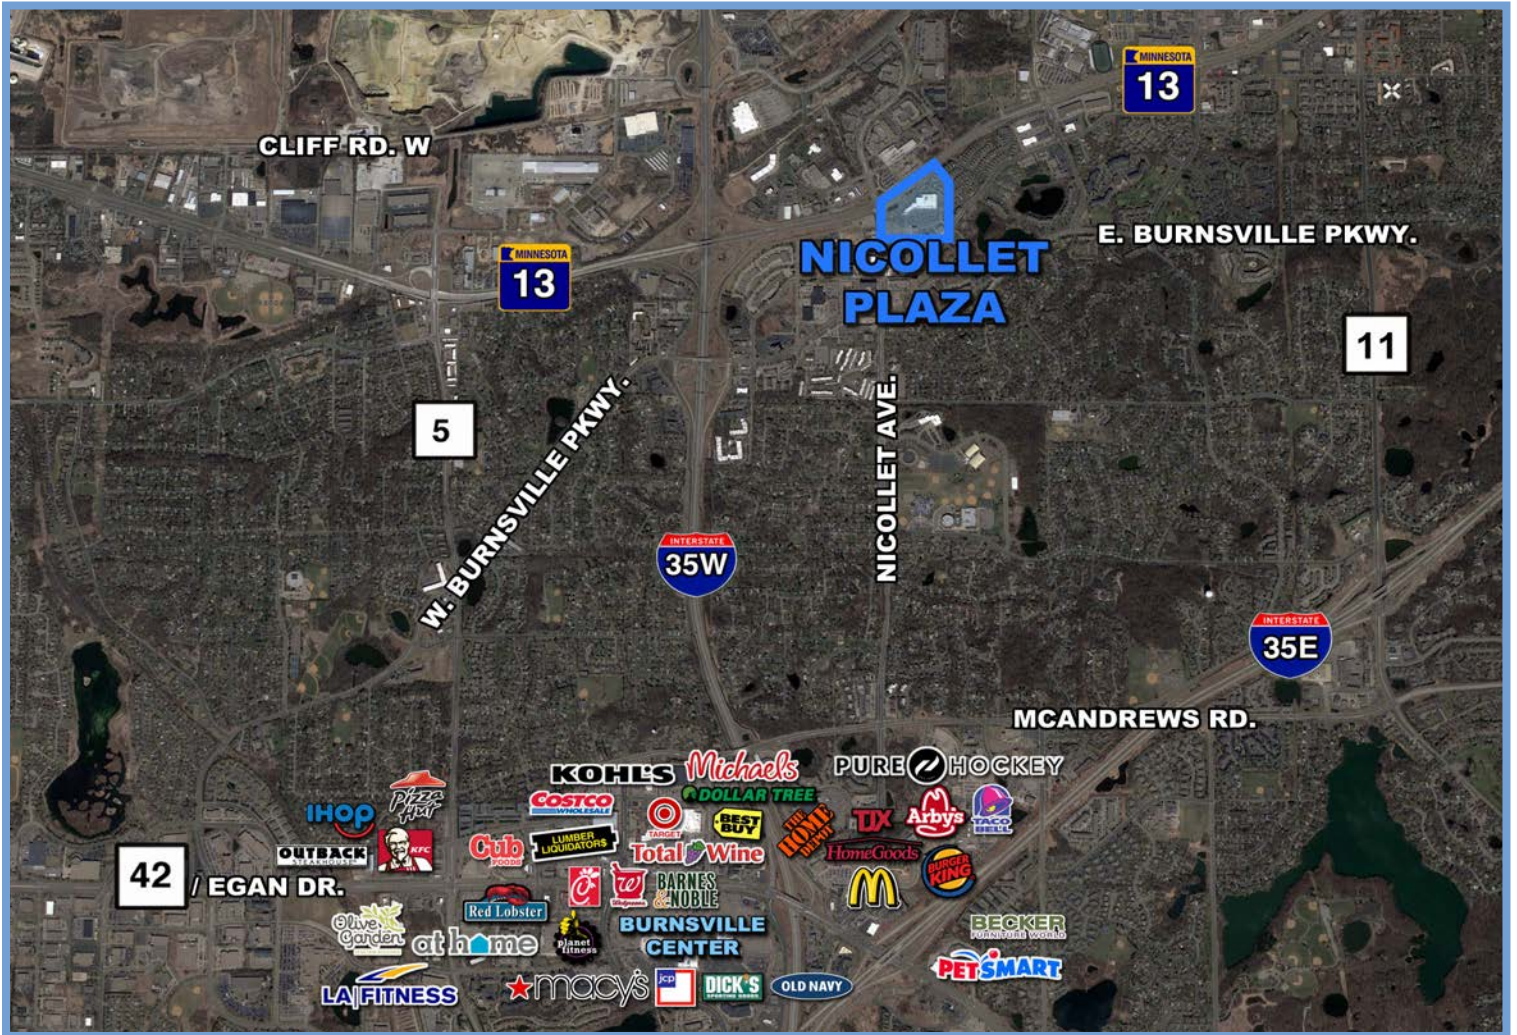 MINNESOTA
13
CLIFF RD. W
E. BURNSVILLE PKWY.
MINNESOTA
13
NICOLLET
PLAZA
11
5
W. BURNSVILLE PKWY.
NICOLLET AVE.
INTERSTATE
35W
INTERSTATE
35E
MCANDREWS RD.
KOHL'S
Michaels
PURE HOCKEY
DOLLAR TREE
Pizza
Hut
IHOP
COSTCO
WHOLESALE
TARGET
BEST
BUY
THE
HOME
DEPOT
TJX
Arby's
TACO
BELL
OUTBACK
STEAKHOUSE
KFC
Cub
FOODS
LUMBER
LIQUIDATORS
Total Wine
HomeGoods
BURGER
KING
42 / EGAN DR.
Red Lobster
W
Walgreens
BARNES
&NOBLE
M
Olive
Garden
at home
planet
fitness
BURNSVILLE
CENTER
BECKER
FURNITURE WORLD
LA|FITNESS
macy's
jcp
DICK'S
SPORTING GOODS
OLD NAVY
PETSMART